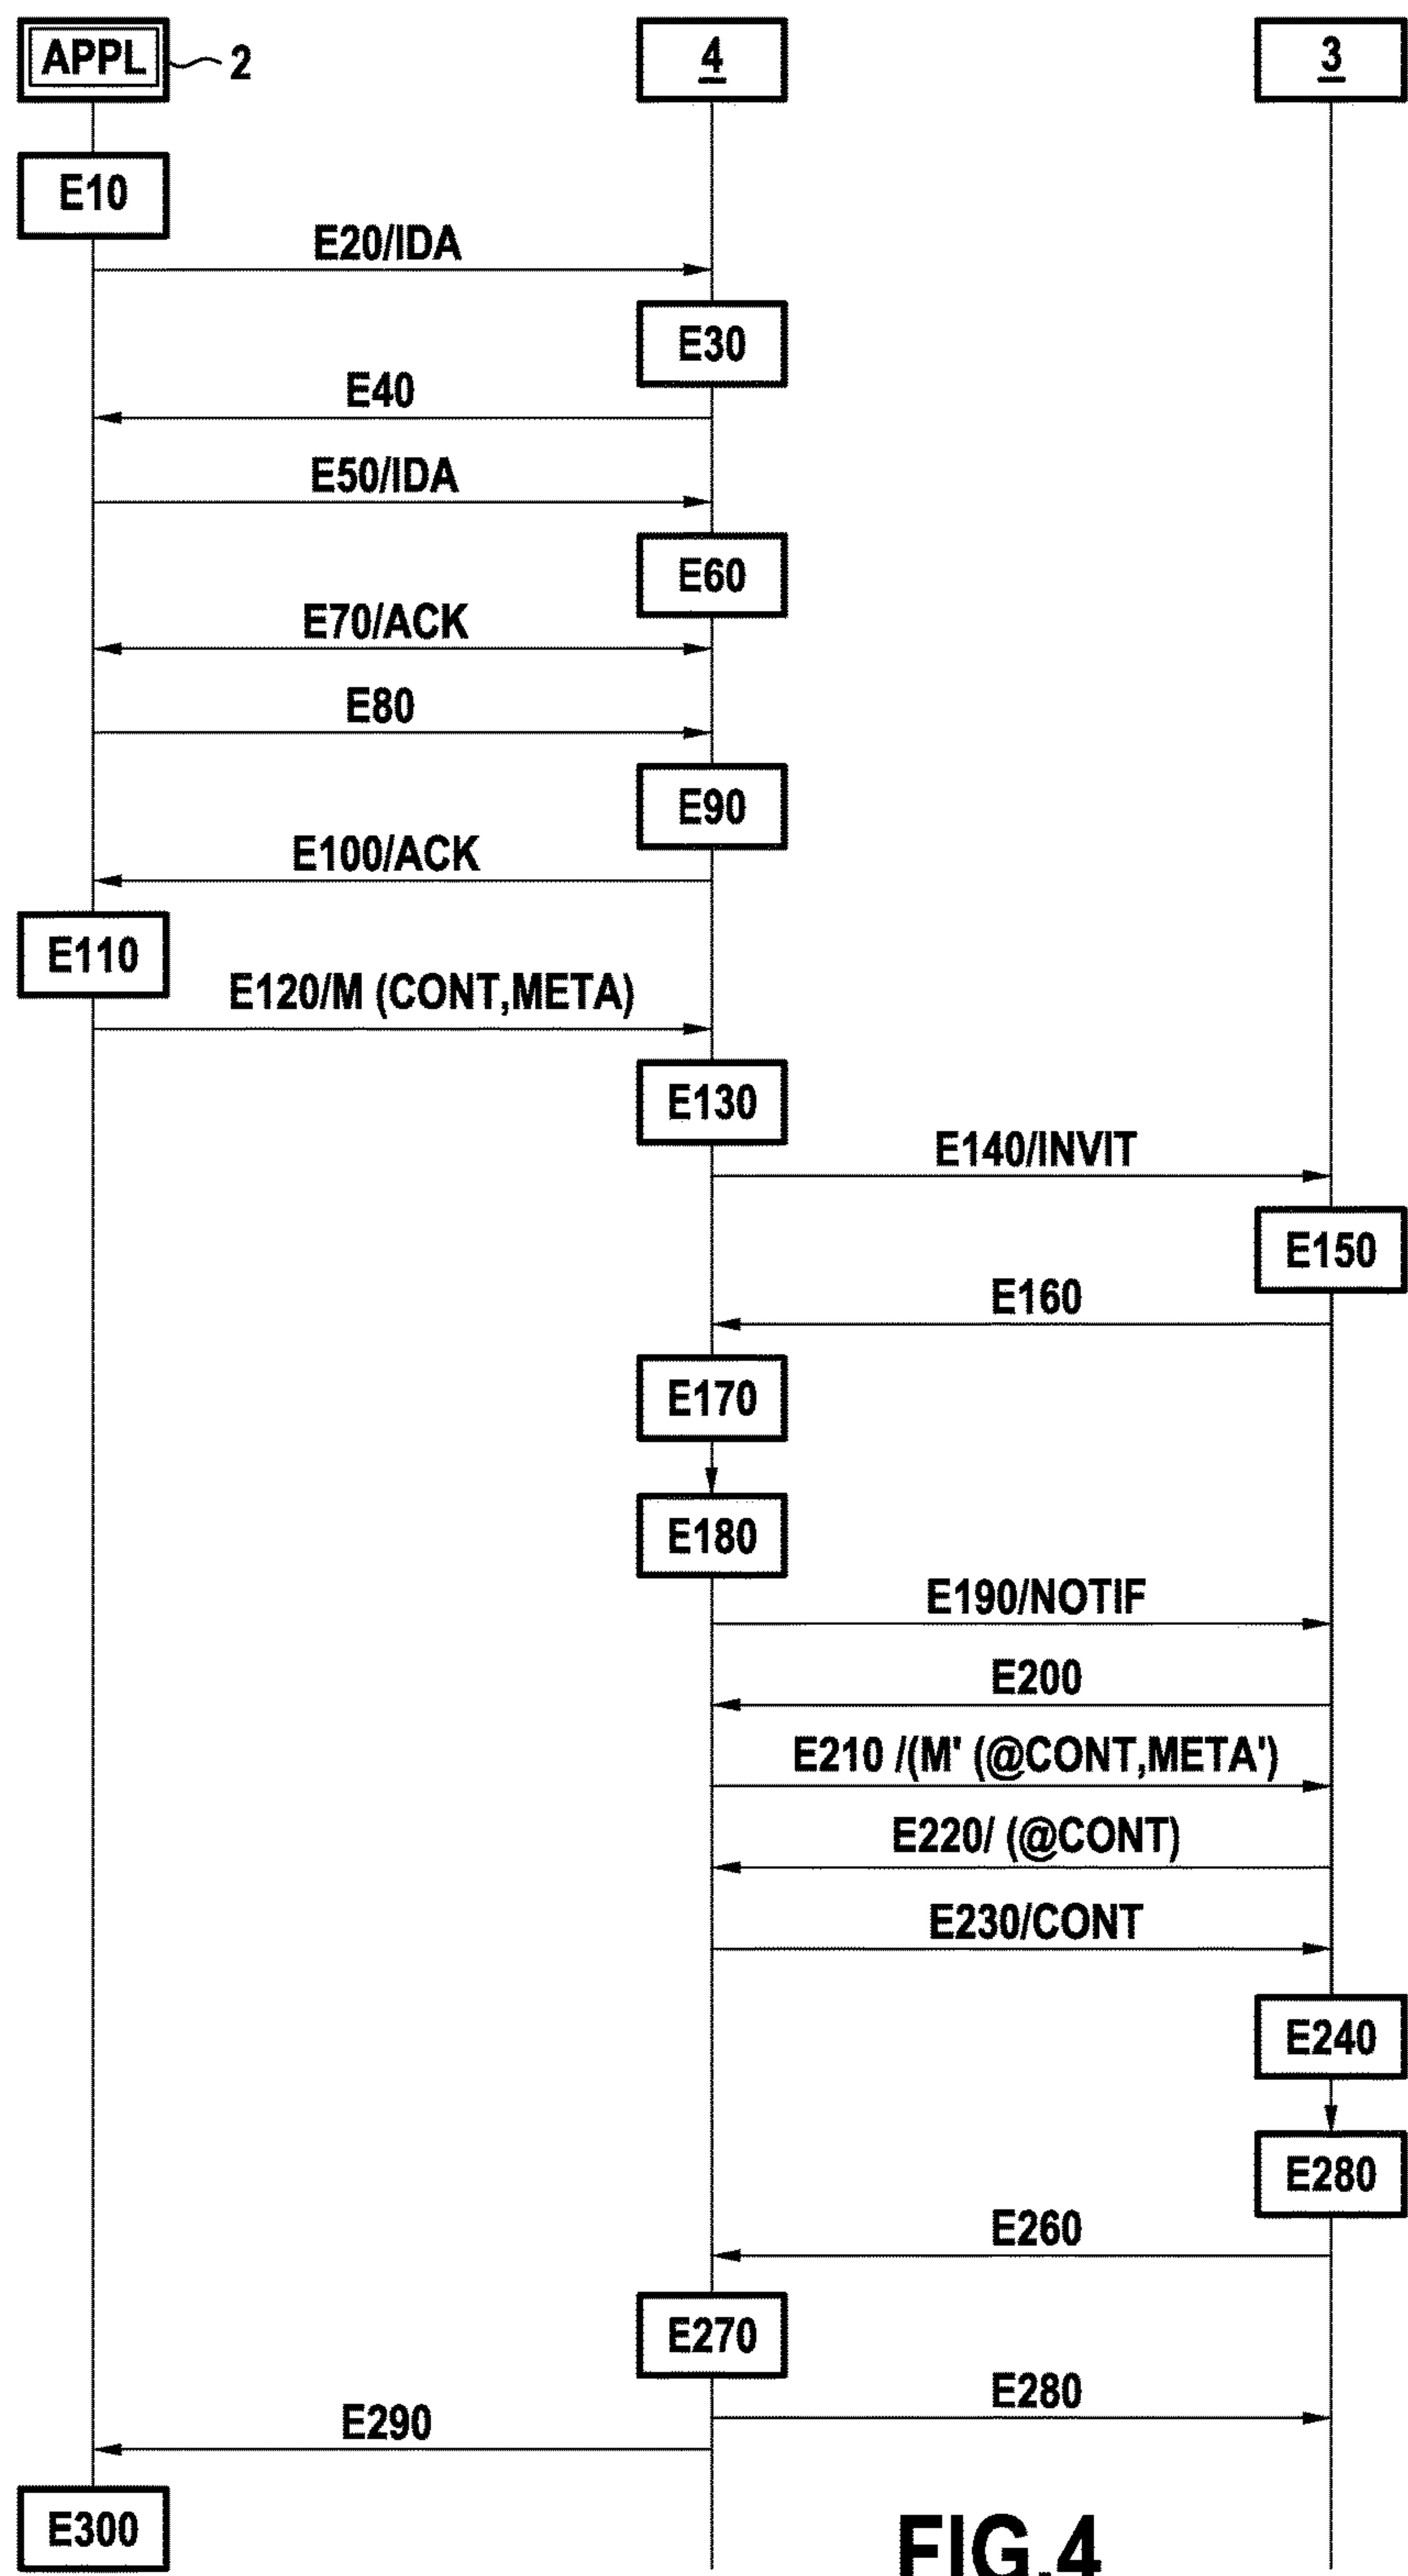 APPL 2 4 3
E10
E20/IDA
E30
E40
E50/IDA
E60
E70/ACK
E80
E90
E100/ACK
E110
E120/M (CONT,META)
E130
E140/INVIT
E150
E160
E170
E180
E190/NOTIF
E200
E210 /(M' (@CONT,META')
E220/ (@CONT)
E230/CONT
E240
E280
E260
E270
E280
E290
E300
FIG.4